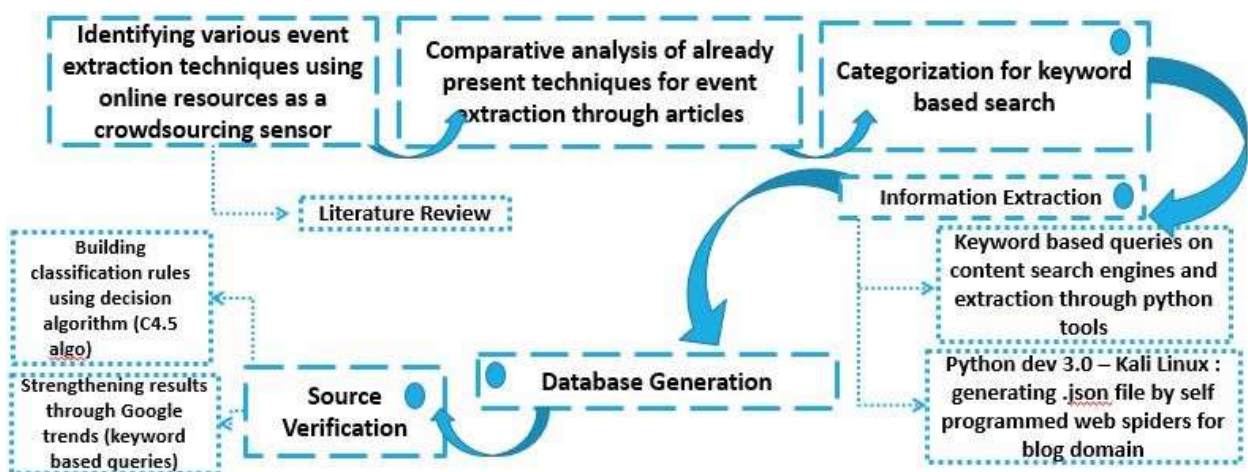 Identifying various event
extraction techniques using
online resources as a
crowdsourcing sensor
Comparative analysis of already
present techniques for event
extraction through articles
Categorization for keyword
based search
Literature Review
Information Extraction
Keyword based queries on
content search engines and
extraction through python
tools
Python dev 3.0 – Kali Linux :
generating .json file by self
programmed web spiders for
blog domain
Database Generation
Source
Verification
Building
classification rules
using decision
algorithm (C4.5
algo)
Strengthening results
through Google
trends (keyword
based queries)